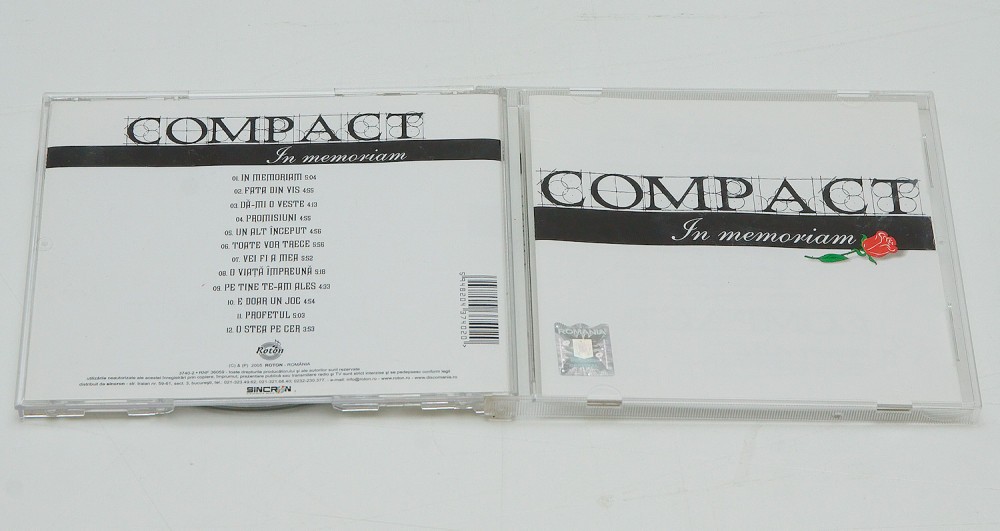 COMPACT
In memoriam
01. IN MEMORIAM 5:04
02. FATA DIN VIS 4:55
03. DĂ-MI O VESTE 4:13
04. PROMISIUNI 4:55
05. UN ALT ÎNCEPUT 4:56
06. TOATE VOR TRECE 5:56
07. VEI FI A MEA 5:52
08. O VIAŢĂ ÎMPREUNĂ 5:18
09. PE TINE TE-AM ALES 4:33
10. E DOAR UN JOC 4:54
11. PROFETUL 5:03
12. O STEA PE CER 3:53
Roton
ROTON - ROMÂNIA
SINCRON
COMPACT
In memoriam
ROMANIA